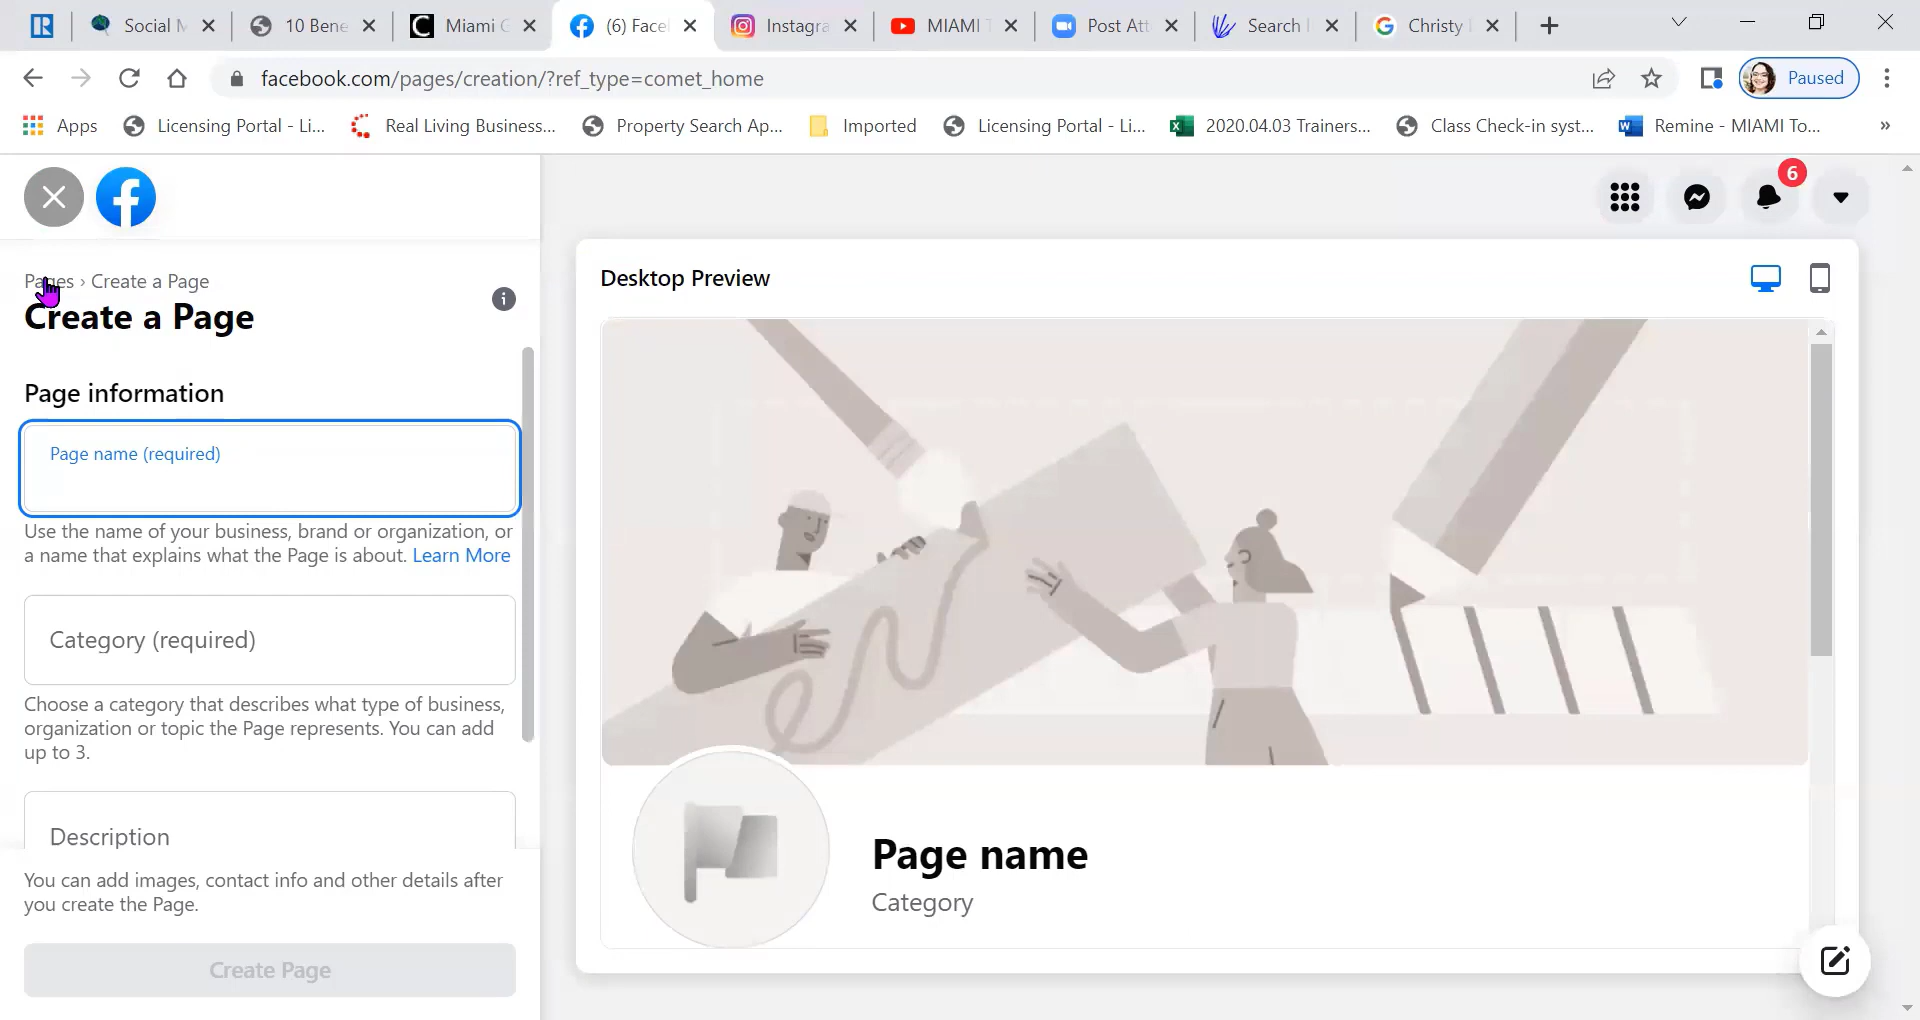 Social M
10 Bene
Miami C
(6) Face
Instagra
MIAMI T
Post Att
Search
Christy
facebook.com/pages/creation/?ref_type=comet_home
Paused
Apps
Licensing Portal - Li...
Real Living Business...
Property Search Ap...
Imported
Licensing Portal - Li...
2020.04.03 Trainers...
Class Check-in syst...
Remine - MIAMI To...
»
6
Pages › Create a Page
Create a Page
Page information
Page name (required)
Use the name of your business, brand or organization, or
a name that explains what the Page is about. Learn More
Category (required)
Choose a category that describes what type of business,
organization or topic the Page represents. You can add
up to 3.
Description
You can add images, contact info and other details after
you create the Page.
Create Page
Desktop Preview
Page name
Category